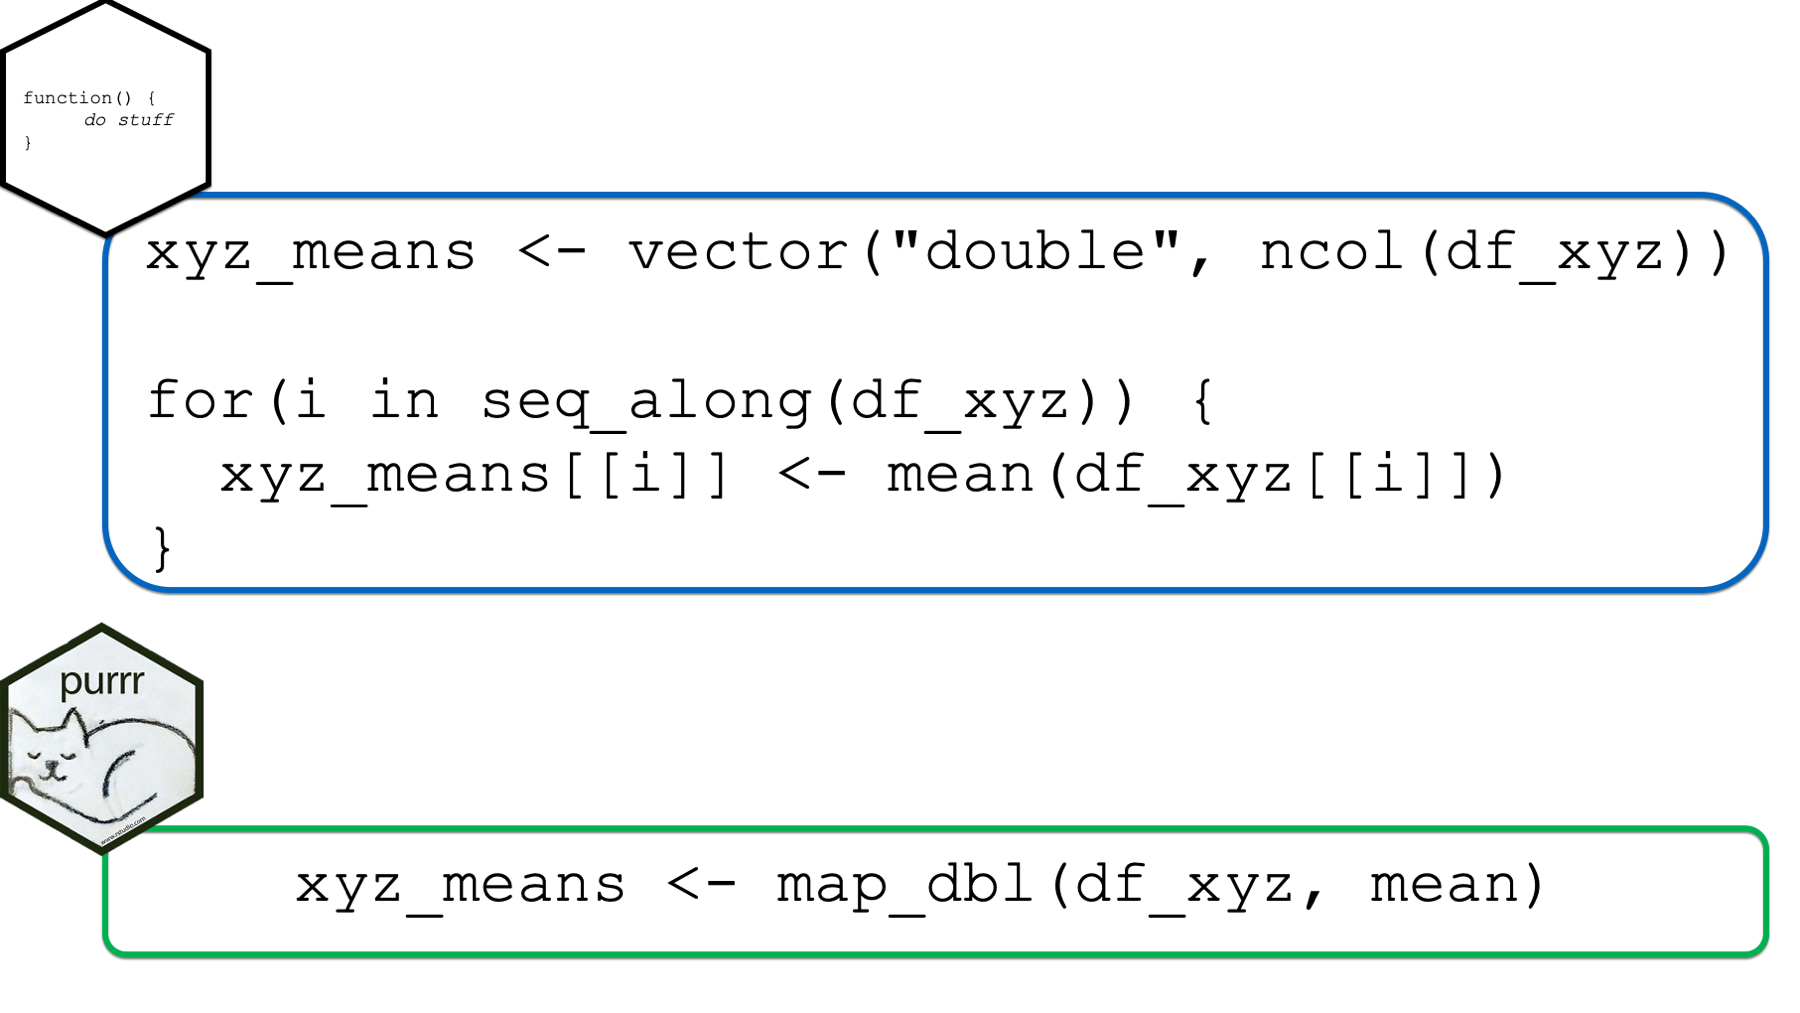 function() {
do stuff
}
xyz_means <- vector("double", ncol(df_xyz))
for(i in seq_along(df_xyz)) {
  xyz_means[[i]] <- mean(df_xyz[[i]])
}
purrr
www.rstudio.com
xyz_means <- map_dbl(df_xyz, mean)